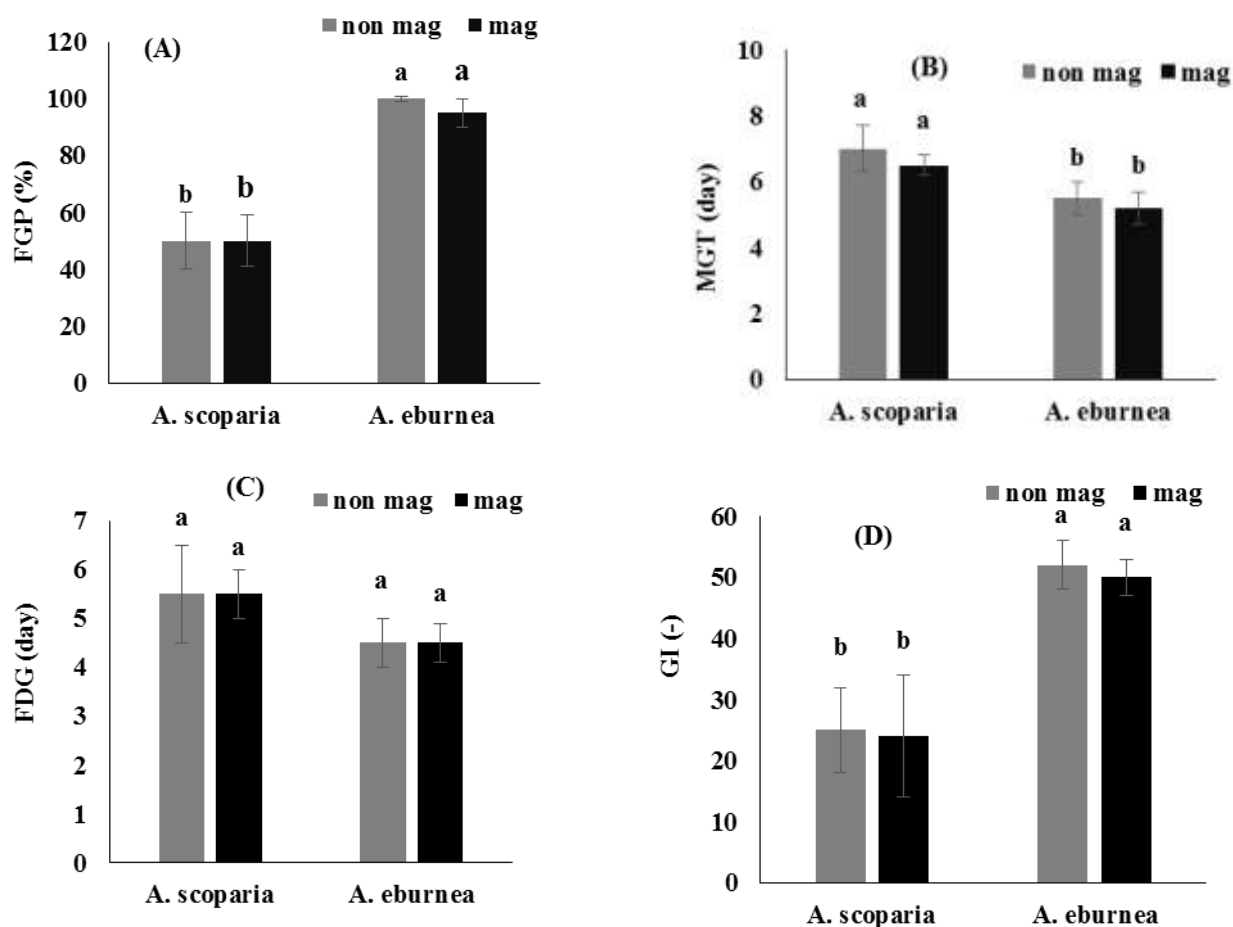 (A)
non mag mag
120
100
80
60
40
20
0
FGP (%)
b b a a
A. scoparia A. eburnea
(B)
non mag mag
10
8
6
4
2
0
MGT (day)
a a b b
A. scoparia A. eburnea
(C)
non mag mag
7
6
5
4
3
2
1
0
FDG (day)
a a a a
A. scoparia A. eburnea
(D)
non mag mag
60
50
40
30
20
10
0
GI (-)
b b a a
A. scoparia A. eburnea